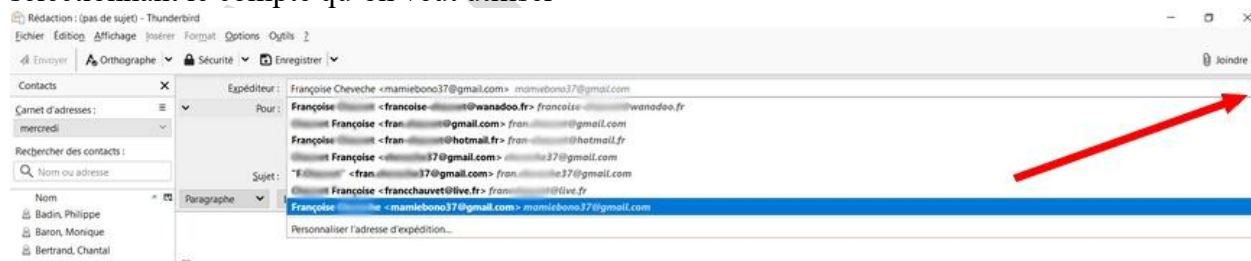 sélectionnant le compte qu'on veut utiliser
Rédaction : (pas de sujet) - Thunderbird
Fichier Édition Affichage Insérer Format Options Outils ?
Envoyer Orthographe Sécurité Enregistrer Joindre
Contacts X
Carnet d'adresses :
mercredi
Rechercher des contacts :
Nom ou adresse
Nom
Badin, Philippe
Baron, Monique
Bertrand, Chantal
Expéditeur : Françoise Cheveche <mamiebono37@gmail.com> mamiebono37@gmail.com
Pour : Françoise <francoise @wanadoo.fr> francoise @wanadoo.fr
Françoise <fran @gmail.com> fran @gmail.com
Françoise <fran @hotmail.fr> fran @hotmail.fr
Françoise < 37@gmail.com> 37@gmail.com
Sujet : "F " <fran 37@gmail.com> fran 37@gmail.com
Paragraphe Françoise <francchauvet@live.fr> @live.fr
Françoise <mamiebono37@gmail.com> mamiebono37@gmail.com
Personnaliser l'adresse d'expédition...